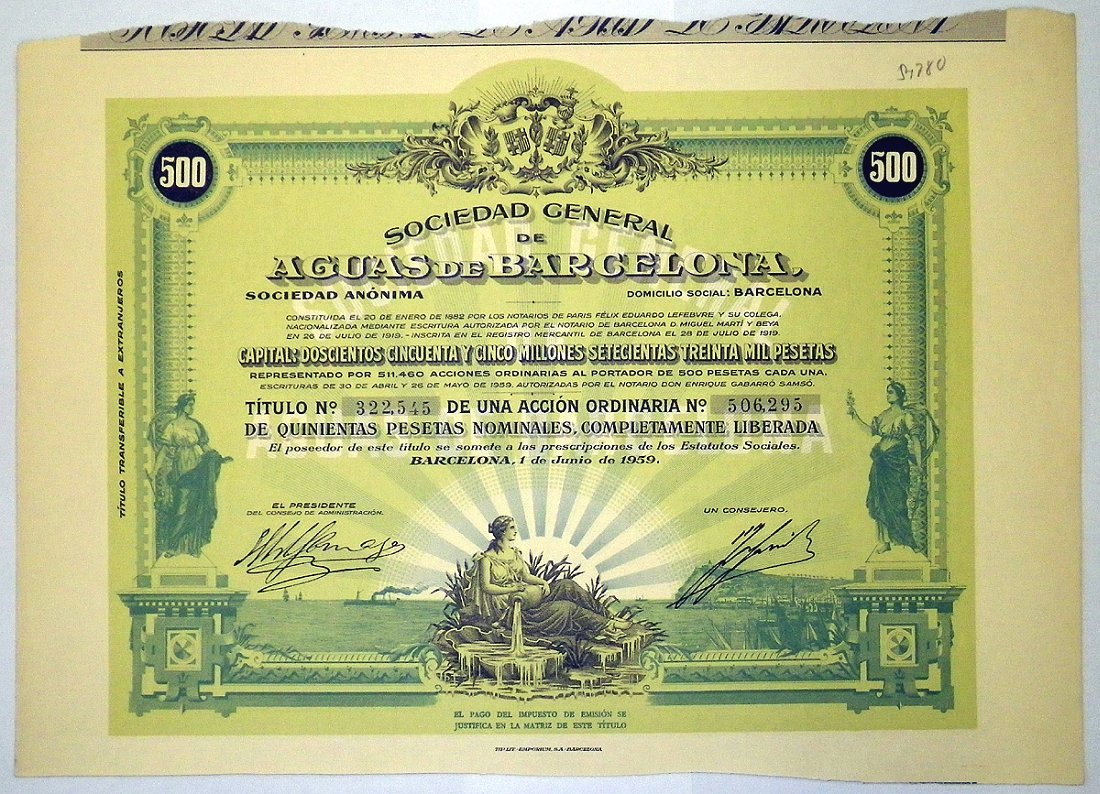 500
500
SOCIEDAD GENERAL
DE
AGUAS DE BARCELONA.
SOCIEDAD ANÓNIMA
DOMICILIO SOCIAL: BARCELONA
CONSTITUIDA EL 20 DE ENERO DE 1882 POR LOS NOTARIOS DE PARIS FÉLIX EDUARDO LEFEBVRE Y SU COLEGA.
NACIONALIZADA MEDIANTE ESCRITURA AUTORIZADA POR EL NOTARIO DE BARCELONA D. MIGUEL MARTÍ Y BEYA
EN 26 DE JULIO DE 1919. - INSCRITA EN EL REGISTRO MERCANTIL DE BARCELONA EL 28 DE JULIO DE 1919.
CAPITAL: DOSCIENTOS CINCUENTA Y CINCO MILLONES SETECIENTAS TREINTA MIL PESETAS
REPRESENTADO POR 511.460 ACCIONES ORDINARIAS AL PORTADOR DE 500 PESETAS CADA UNA.
ESCRITURAS DE 30 DE ABRIL Y 26 DE MAYO DE 1959. AUTORIZADAS POR EL NOTARIO DON ENRIQUE GABARRÓ SAMSÓ.
TÍTULO Nº 322,545 DE UNA ACCIÓN ORDINARIA Nº 506,295
DE QUINIENTAS PESETAS NOMINALES, COMPLETAMENTE LIBERADA
El poseedor de este título se somete a las prescripciones de los Estatutos Sociales.
BARCELONA, 1 de Junio de 1959.
TÍTULO TRANSFERIBLE A EXTRANJEROS
EL PRESIDENTE
DEL CONSEJO DE ADMINISTRACIÓN.
UN CONSEJERO.
EL PAGO DEL IMPUESTO DE EMISIÓN SE
JUSTIFICA EN LA MATRIZ DE ESTE TÍTULO
TIP. LIT. - EMPORIUM, S.A. - BARCELONA